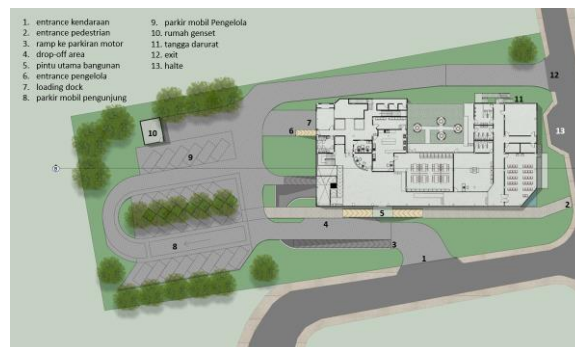 1. entrance kendaraan
2. entrance pedestrian
3. ramp ke parkiran motor
4. drop-off area
5. pintu utama bangunan
6. entrance pengelola
7. loading dock
8. parkir mobil pengunjung
9. parkir mobil Pengelola
10. rumah genset
11. tangga darurat
12. exit
13. halte
11
12
7
10
6
13
9
2
5
4
8
3
1